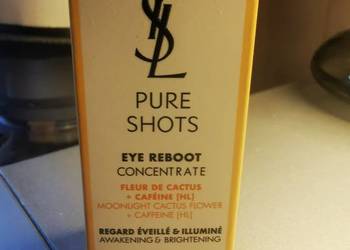 YSL
PURE
SHOTS
EYE REBOOT
CONCENTRATE
FLEUR DE CACTUS
+ CAFÉINE [HL]
MOONLIGHT CACTUS FLOWER
+ CAFFEINE [HL]
REGARD ÉVEILLÉ & ILLUMINÉ
AWAKENING & BRIGHTENING